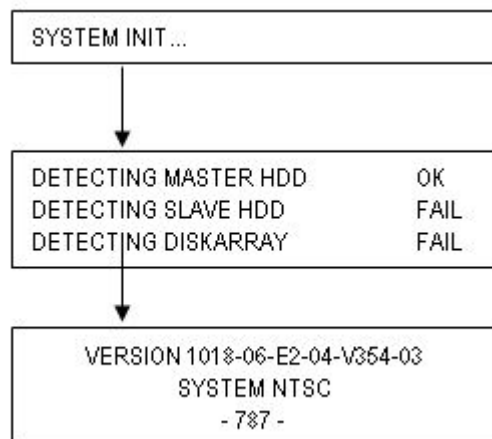 SYSTEM INIT...
DETECTING MASTER HDD OK
DETECTING SLAVE HDD FAIL
DETECTING DISKARRAY FAIL
VERSION 1018-06-E2-04-V354-03
SYSTEM NTSC
- 787 -